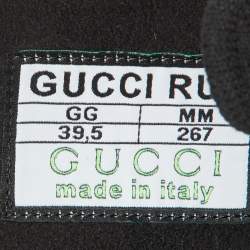 GUCCI RU
GG MM
39,5 267
GUCCI
made in italy